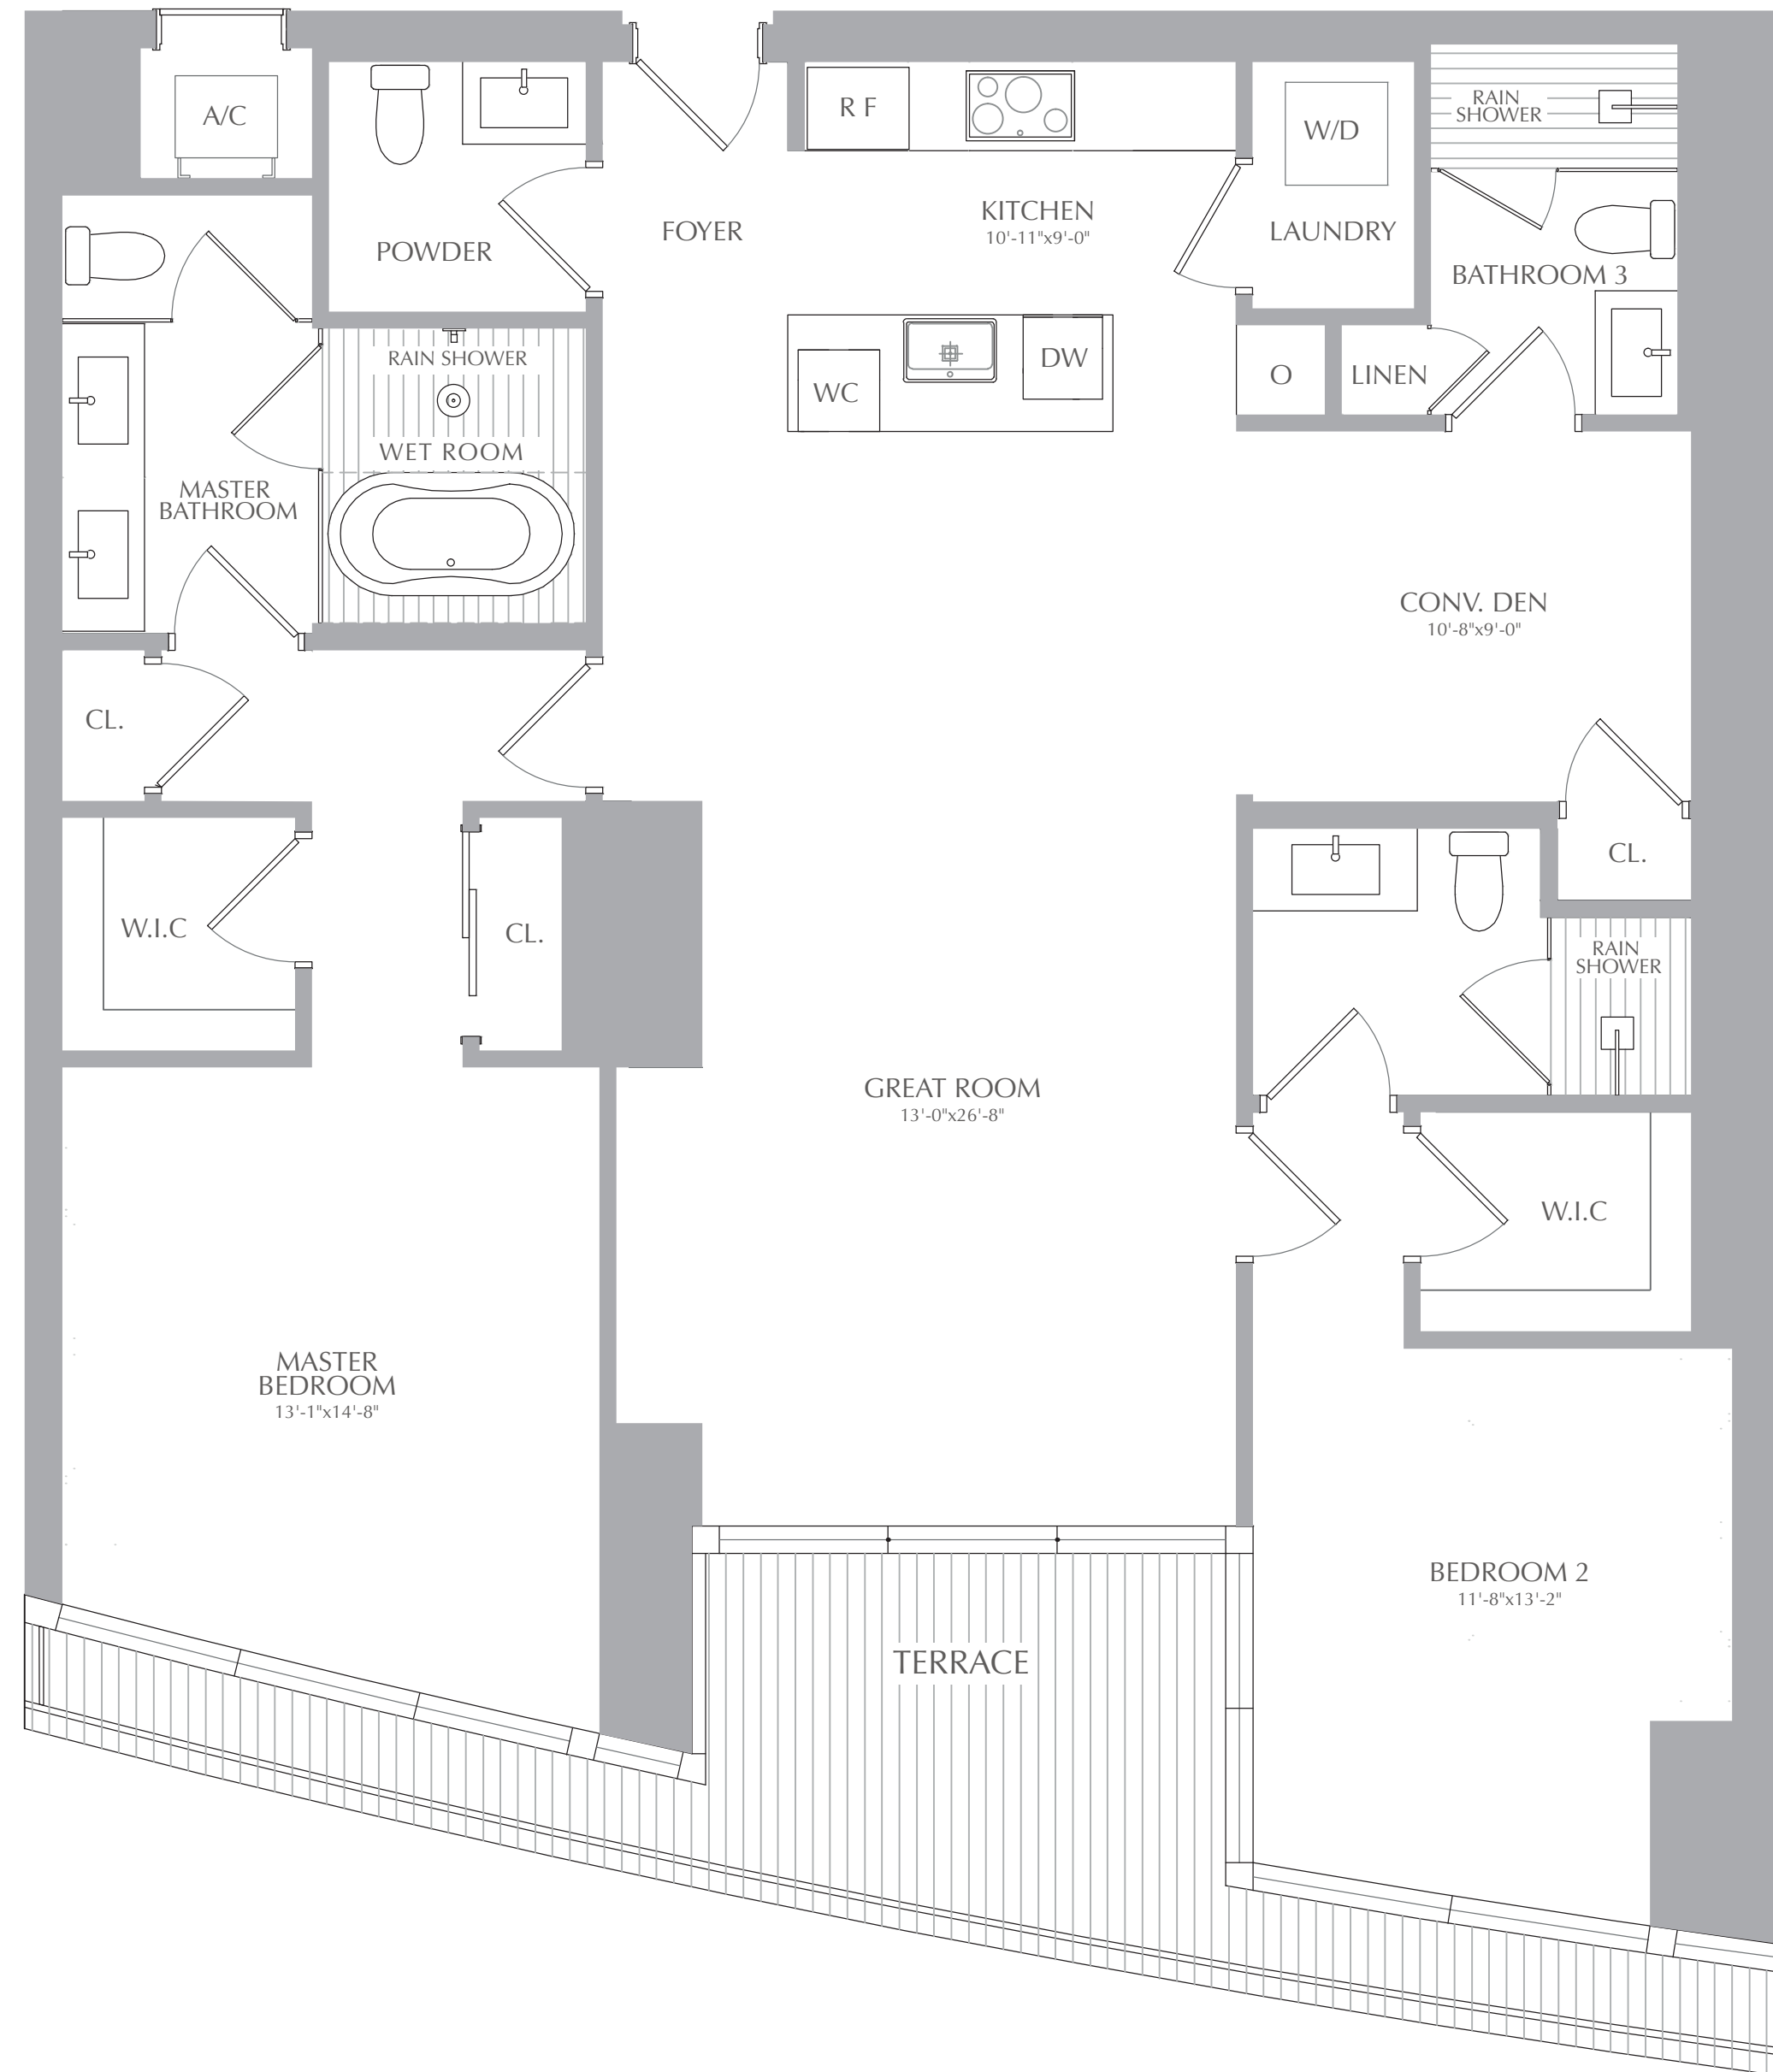 A/C
R F
W/D
RAIN
SHOWER
POWDER
FOYER
KITCHEN
10'-11"x9'-0"
LAUNDRY
BATHROOM 3
RAIN SHOWER
WC
DW
O
LINEN
WET ROOM
MASTER
BATHROOM
CONV. DEN
10'-8"x9'-0"
CL.
CL.
W.I.C
CL.
RAIN
SHOWER
GREAT ROOM
13'-0"x26'-8"
W.I.C
MASTER
BEDROOM
13'-1"x14'-8"
BEDROOM 2
11'-8"x13'-2"
TERRACE